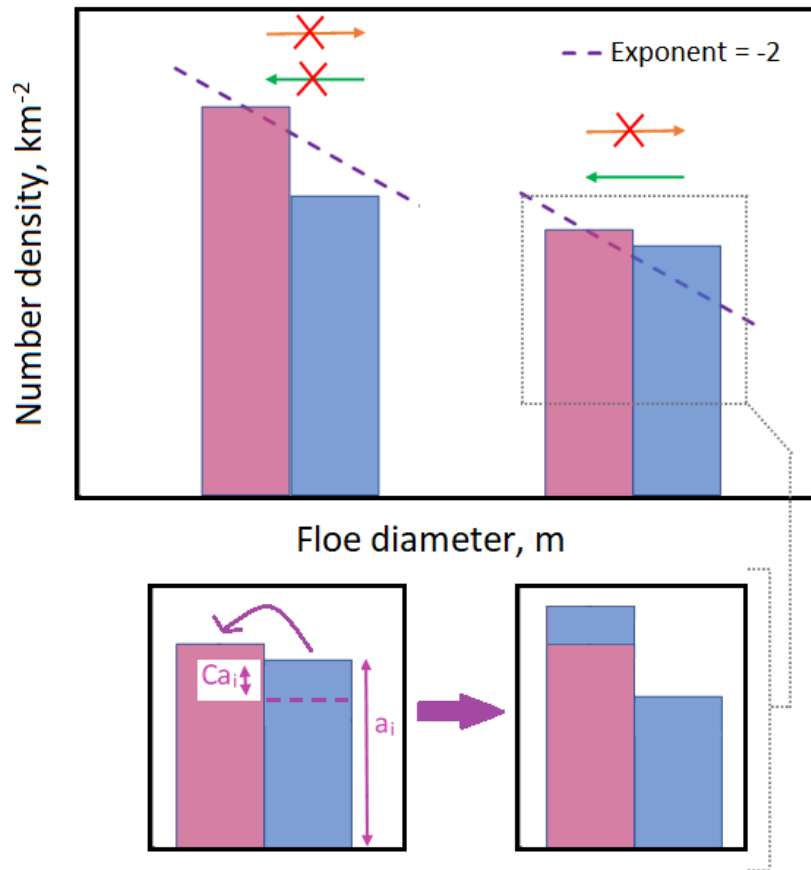 Exponent = -2
Number density, km⁻²
Floe diameter, m
Caᵢ
aᵢ